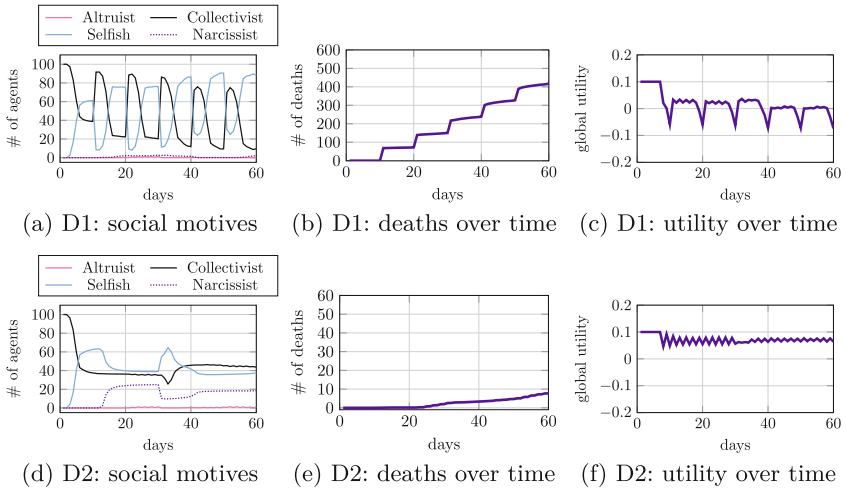 Altruist Collectivist
Selfish Narcissist
# of agents
100
80
60
40
20
0
0 20 40 60
days
(a) D1: social motives
# of deaths
600
500
400
300
200
100
0
0 20 40 60
days
(b) D1: deaths over time
global utility
0.2
0.1
0
−0.1
−0.2
0 20 40 60
days
(c) D1: utility over time
Altruist Collectivist
Selfish Narcissist
# of agents
100
80
60
40
20
0
0 20 40 60
days
(d) D2: social motives
# of deaths
60
50
40
30
20
10
0
0 20 40 60
days
(e) D2: deaths over time
global utility
0.2
0.1
0
−0.1
−0.2
0 20 40 60
days
(f) D2: utility over time